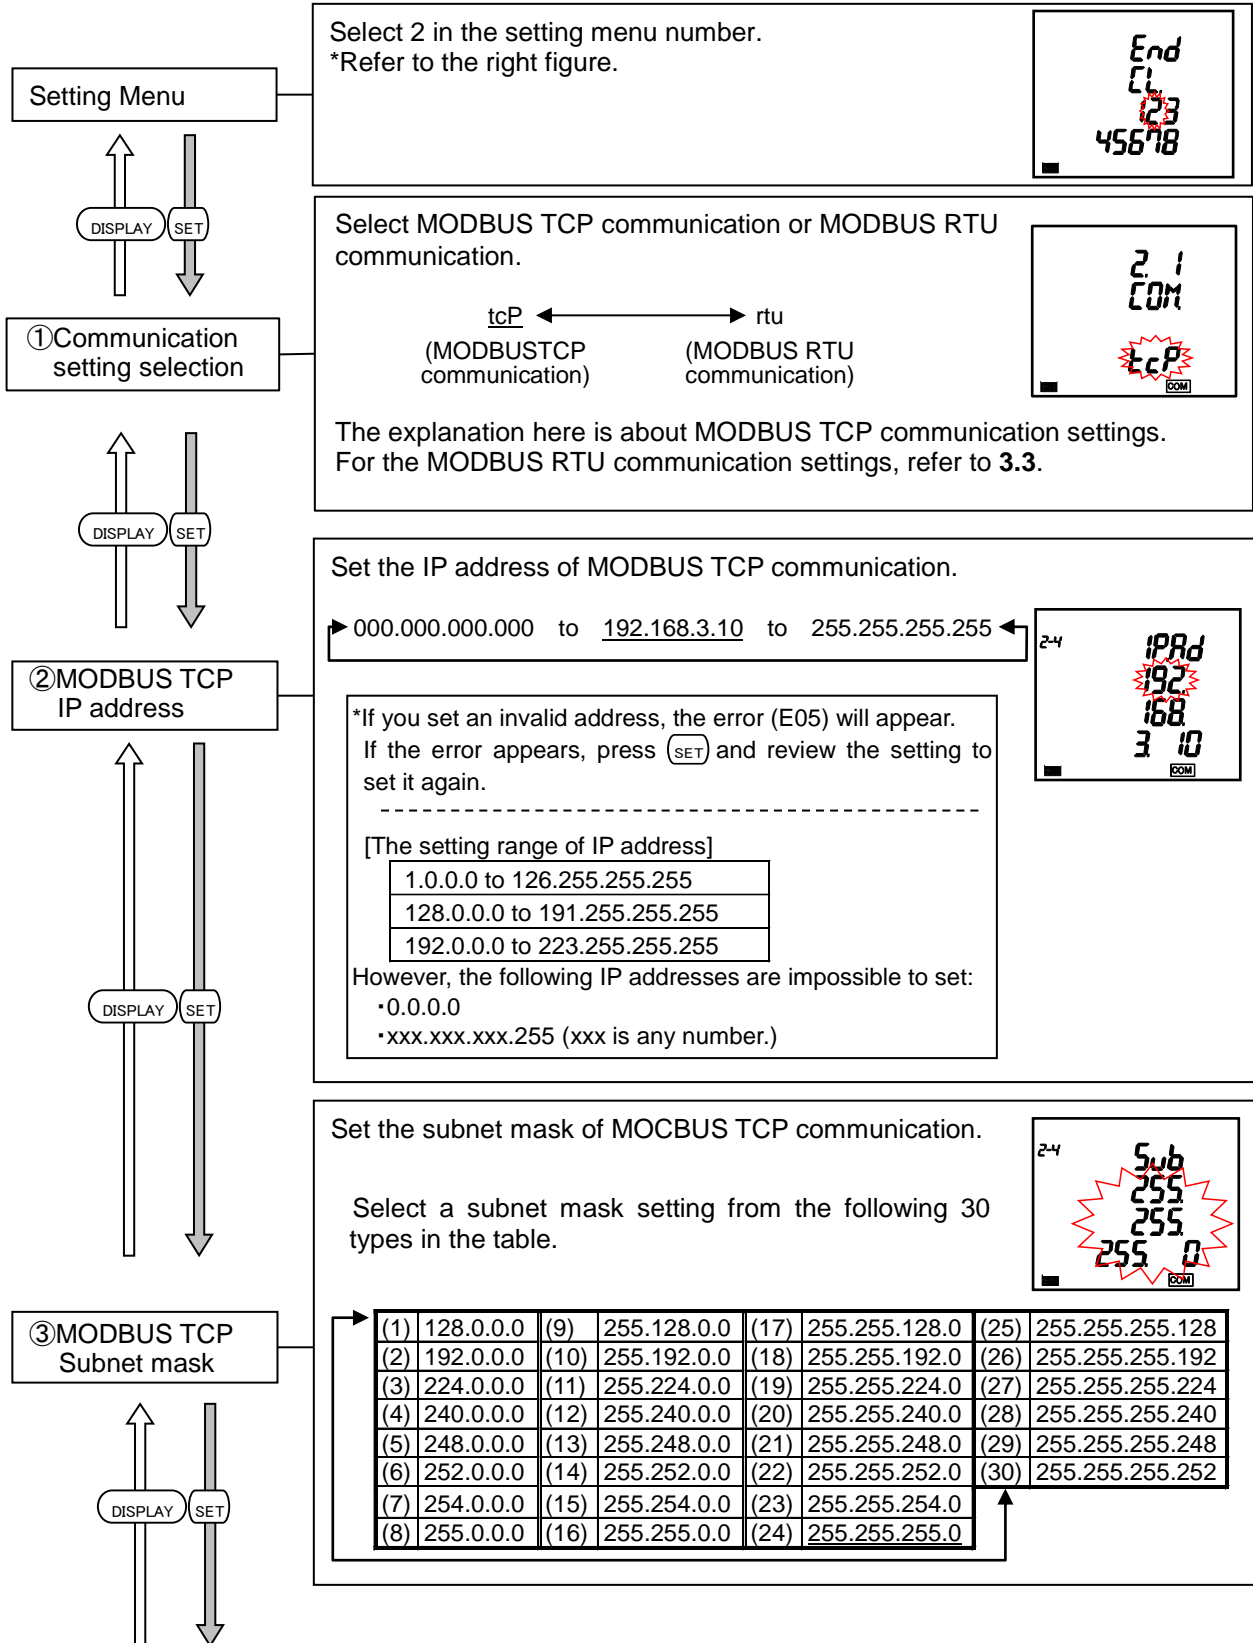 Select 2 in the setting menu number.
*Refer to the right figure.
Setting Menu
End
CL.
123
45678
DISPLAY SET
Select MODBUS TCP communication or MODBUS RTU
communication.
tcP rtu
(MODBUSTCP (MODBUS RTU
communication) communication)
2. 1
COM.
tcP
COM
The explanation here is about MODBUS TCP communication settings.
For the MODBUS RTU communication settings, refer to 3.3.
①Communication
setting selection
DISPLAY SET
Set the IP address of MODBUS TCP communication.
000.000.000.000 to 192.168.3.10 to 255.255.255.255
2-4
IPAd
192.
168.
3. 10
COM
②MODBUS TCP
IP address
*If you set an invalid address, the error (E05) will appear.
If the error appears, press SET and review the setting to
set it again.
[The setting range of IP address]
1.0.0.0 to 126.255.255.255
128.0.0.0 to 191.255.255.255
192.0.0.0 to 223.255.255.255
However, the following IP addresses are impossible to set:
・0.0.0.0
・xxx.xxx.xxx.255 (xxx is any number.)
DISPLAY SET
Set the subnet mask of MOCBUS TCP communication.
Select a subnet mask setting from the following 30
types in the table.
2-4
Sub
255.
255.
255. 0
COM
③MODBUS TCP
Subnet mask
(1) 128.0.0.0 (9) 255.128.0.0 (17) 255.255.128.0 (25) 255.255.255.128
(2) 192.0.0.0 (10) 255.192.0.0 (18) 255.255.192.0 (26) 255.255.255.192
(3) 224.0.0.0 (11) 255.224.0.0 (19) 255.255.224.0 (27) 255.255.255.224
(4) 240.0.0.0 (12) 255.240.0.0 (20) 255.255.240.0 (28) 255.255.255.240
(5) 248.0.0.0 (13) 255.248.0.0 (21) 255.255.248.0 (29) 255.255.255.248
(6) 252.0.0.0 (14) 255.252.0.0 (22) 255.255.252.0 (30) 255.255.255.252
(7) 254.0.0.0 (15) 255.254.0.0 (23) 255.255.254.0
(8) 255.0.0.0 (16) 255.255.0.0 (24) 255.255.255.0
DISPLAY SET